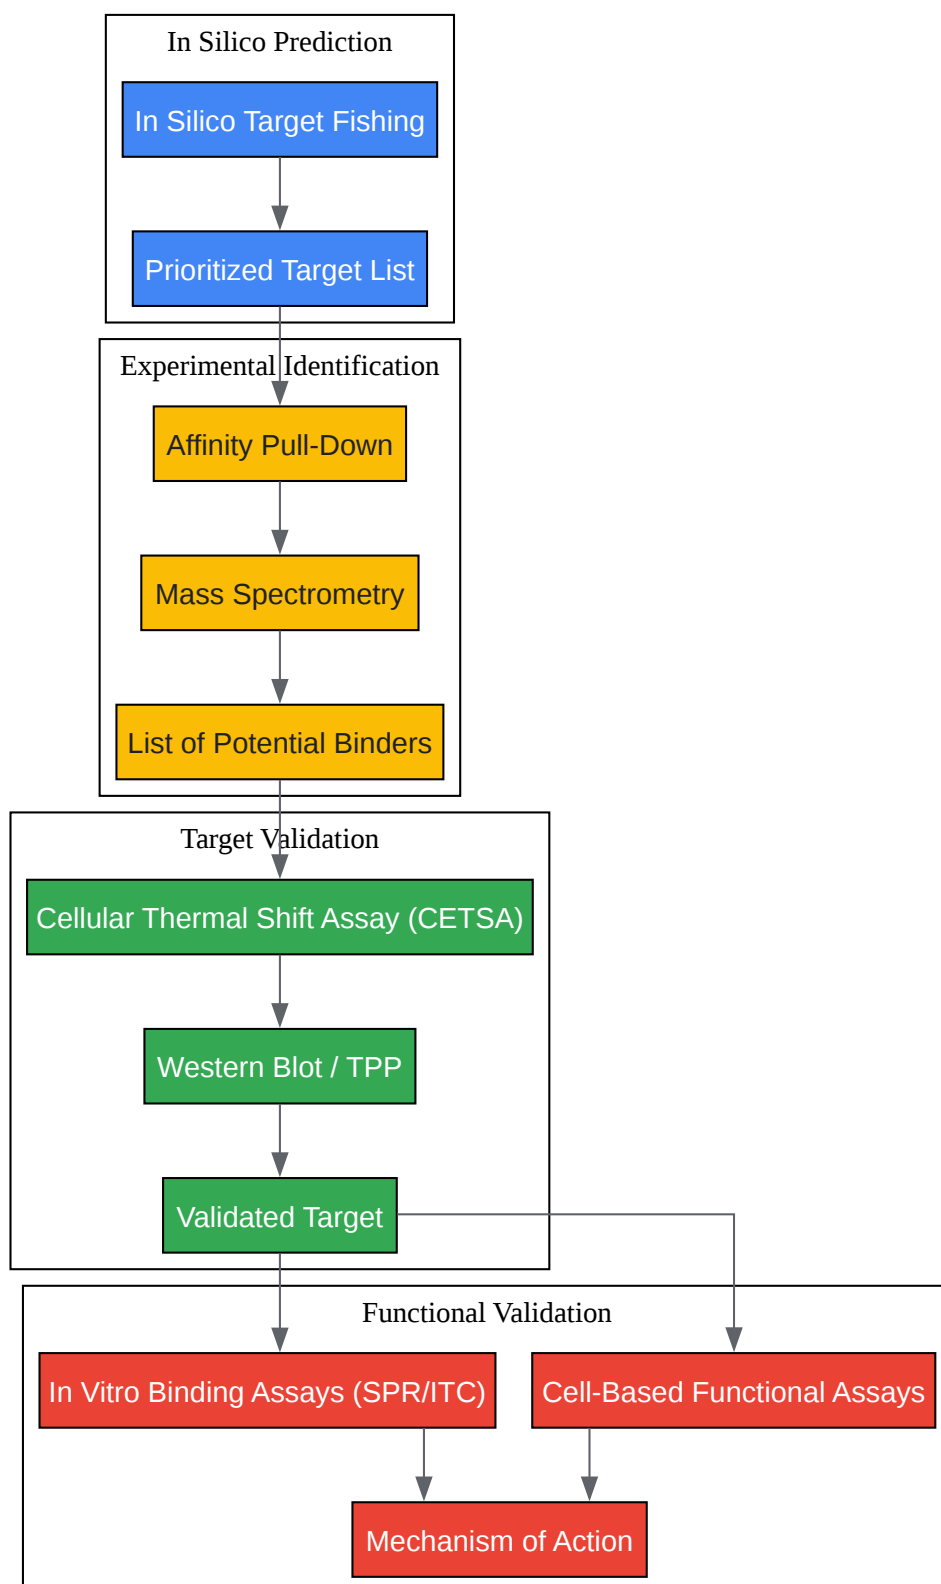 In Silico Prediction
In Silico Target Fishing
Prioritized Target List
Experimental Identification
Affinity Pull-Down
Mass Spectrometry
List of Potential Binders
Target Validation
Cellular Thermal Shift Assay (CETSA)
Western Blot / TPP
Validated Target
Functional Validation
In Vitro Binding Assays (SPR/ITC)
Cell-Based Functional Assays
Mechanism of Action